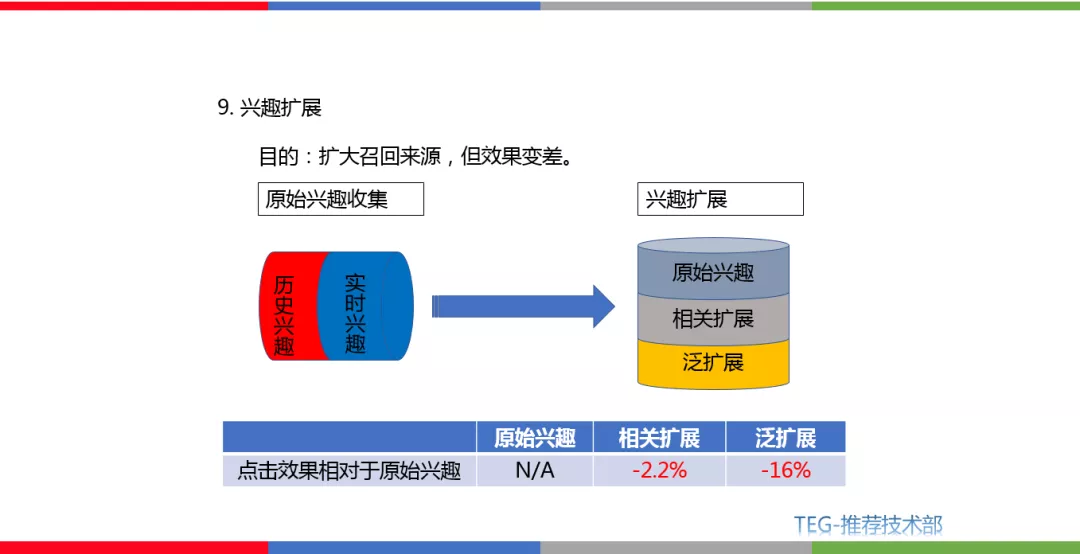 9. 兴趣扩展
目的：扩大召回来源，但效果变差。
原始兴趣收集
兴趣扩展
历史兴趣
实时兴趣
原始兴趣
相关扩展
泛扩展
原始兴趣 相关扩展 泛扩展
点击效果相对于原始兴趣 N/A -2.2% -16%
TEG-推荐技术部